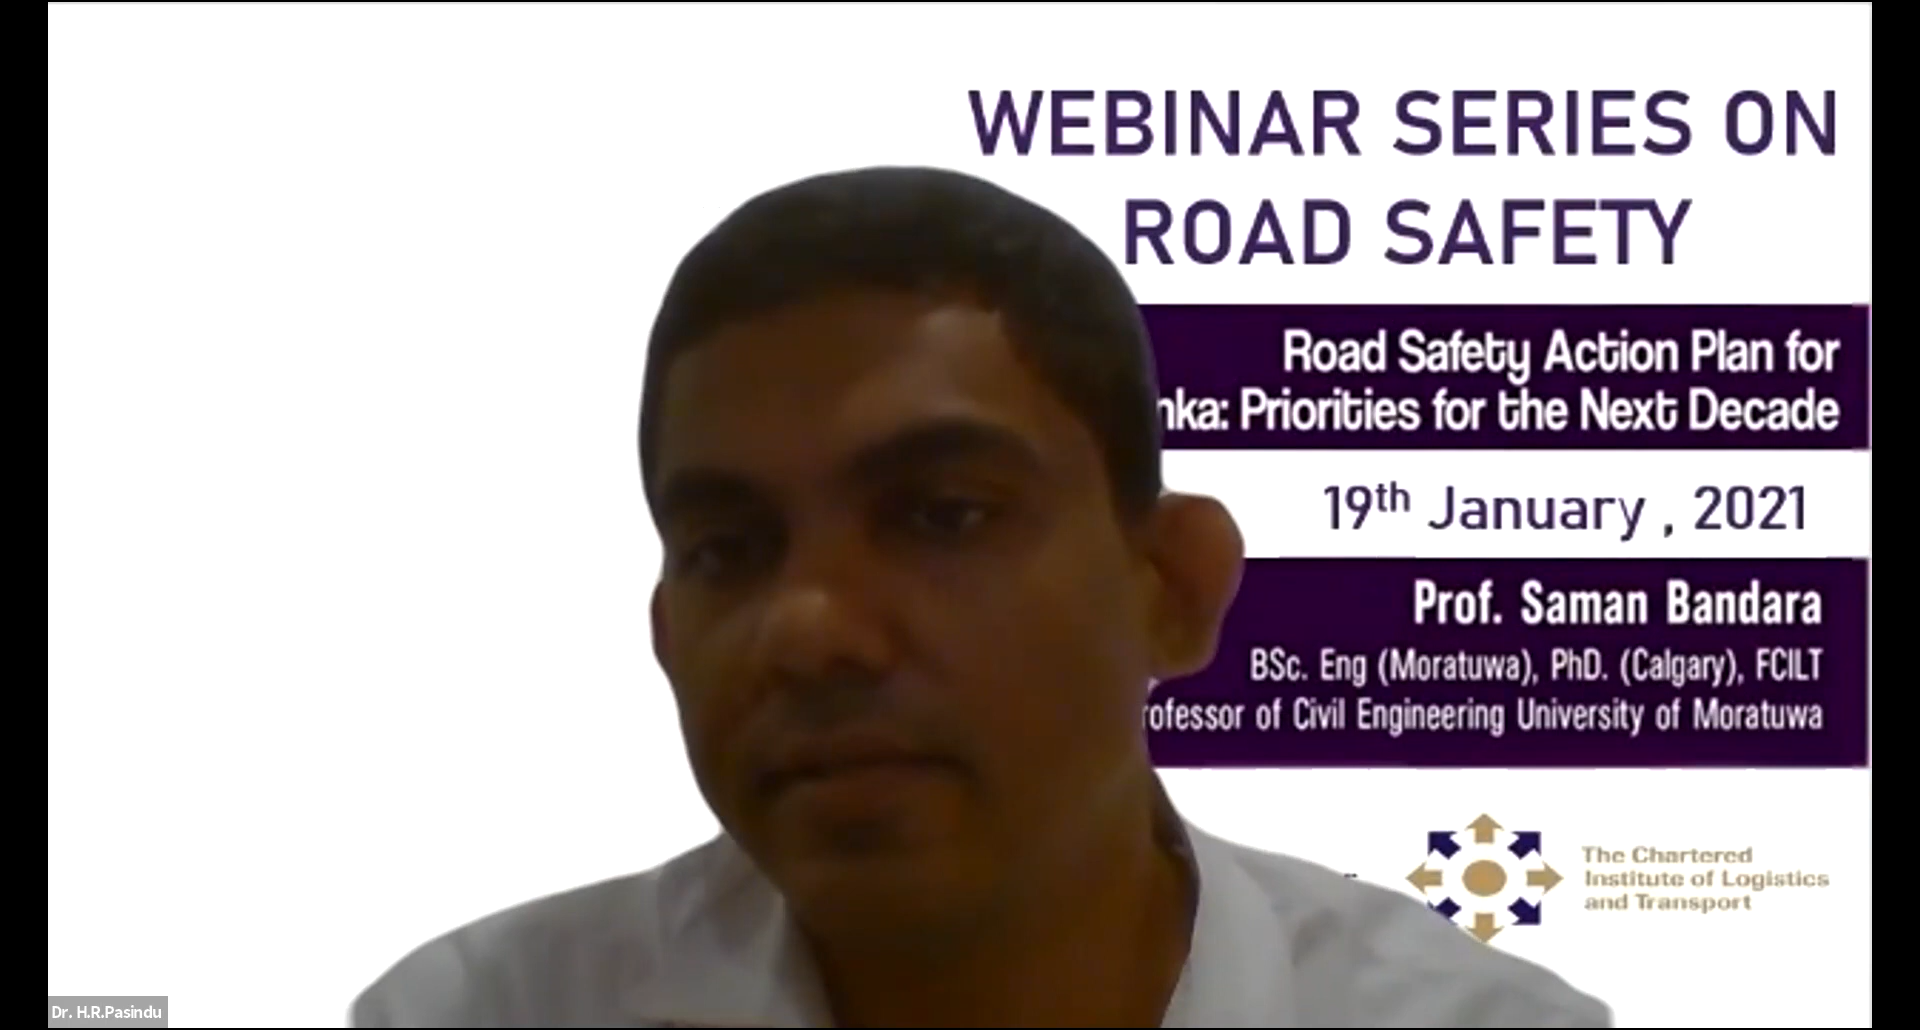 WEBINAR SERIES ON
ROAD SAFETY
Road Safety Action Plan for
nka: Priorities for the Next Decade
19th January , 2021
Prof. Saman Bandara
BSc. Eng (Moratuwa), PhD. (Calgary), FCILT
rofessor of Civil Engineering University of Moratuwa
The Chartered
Institute of Logistics
and Transport
Dr. H.R.Pasindu